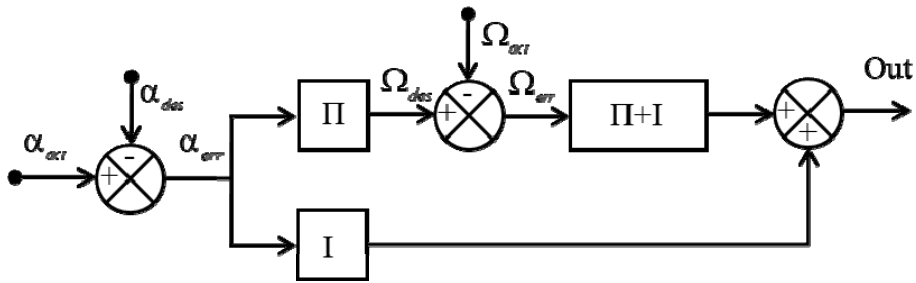 Ω_act
Out
α_des
Π
Ω_des
-
Ω_err
Π+I
+
+
α_act
+
-
α_err
+
I